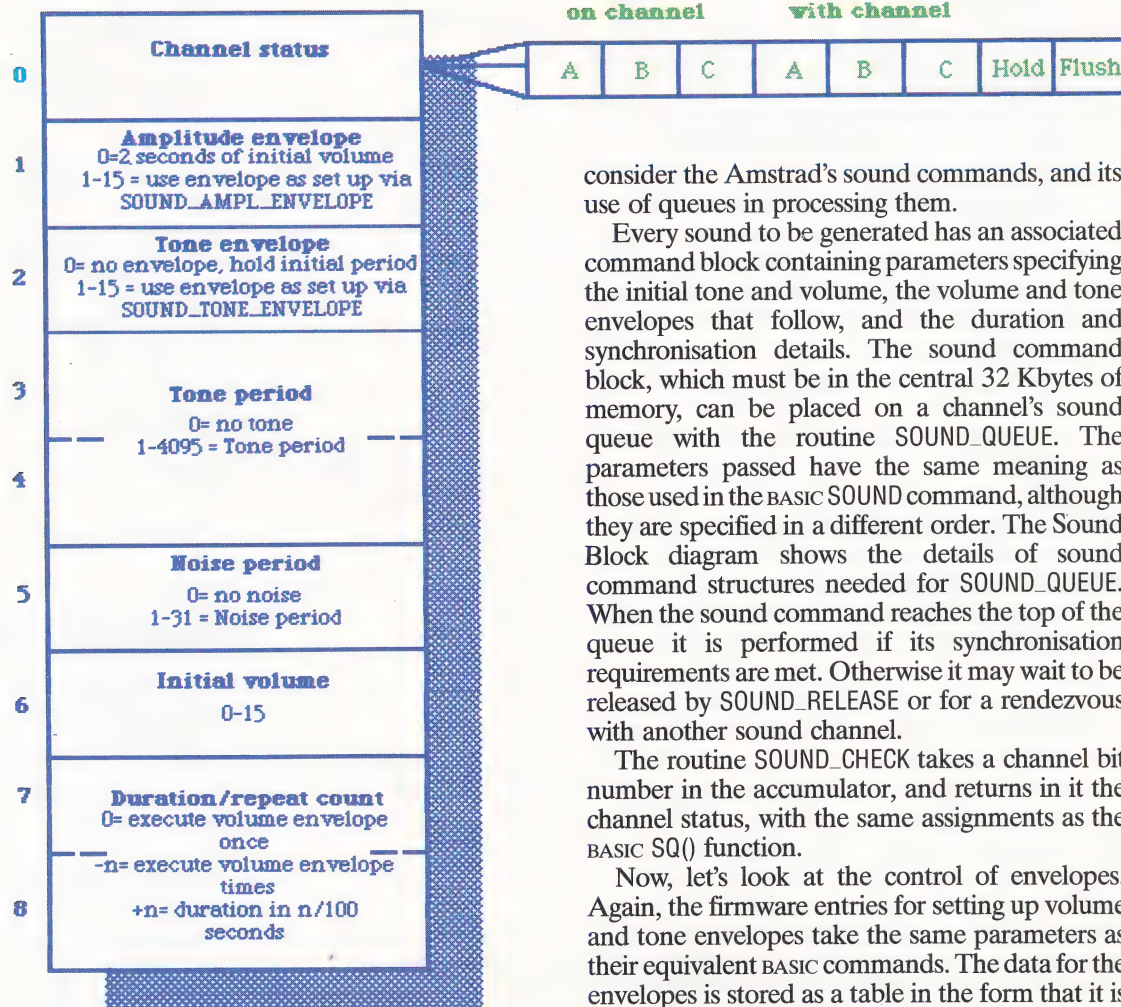 on channel with channel
A B C A B C Hold Flush
0 Channel status
1 Amplitude envelope
0=2 seconds of initial volume
1-15 = use envelope as set up via
SOUND_AMPL_ENVELOPE
2 Tone envelope
0= no envelope, hold initial period
1-15 = use envelope as set up via
SOUND_TONE_ENVELOPE
3 Tone period
0= no tone
1-4095 = Tone period
4
5 Noise period
0= no noise
1-31 = Noise period
6 Initial volume
0-15
7 Duration/repeat count
0= execute volume envelope
once
-n= execute volume envelope
times
8 +n= duration in n/100
seconds
consider the Amstrad's sound commands, and its
use of queues in processing them.
Every sound to be generated has an associated
command block containing parameters specifying
the initial tone and volume, the volume and tone
envelopes that follow, and the duration and
synchronisation details. The sound command
block, which must be in the central 32 Kbytes of
memory, can be placed on a channel's sound
queue with the routine SOUND_QUEUE. The
parameters passed have the same meaning as
those used in the BASIC SOUND command, although
they are specified in a different order. The Sound
Block diagram shows the details of sound
command structures needed for SOUND_QUEUE.
When the sound command reaches the top of the
queue it is performed if its synchronisation
requirements are met. Otherwise it may wait to be
released by SOUND_RELEASE or for a rendezvous
with another sound channel.
The routine SOUND_CHECK takes a channel bit
number in the accumulator, and returns in it the
channel status, with the same assignments as the
BASIC SQ() function.
Now, let's look at the control of envelopes.
Again, the firmware entries for setting up volume
and tone envelopes take the same parameters as
their equivalent BASIC commands. The data for the
envelopes is stored as a table in the form that it is